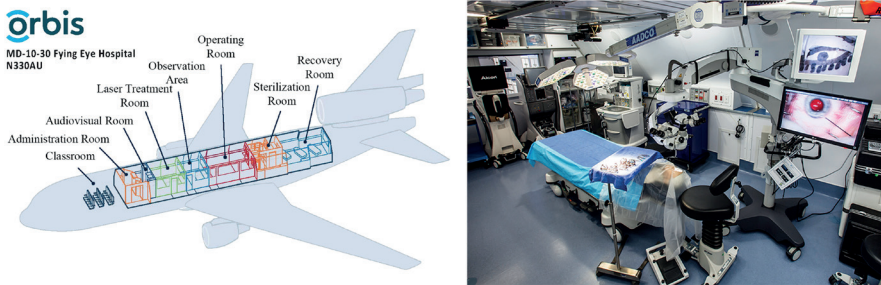 orbis
MD-10-30 Fying Eye Hospital
N330AU
Operating
Room
Observation
Area
Recovery
Room
Laser Treatment
Room
Sterilization
Room
Audiovisual Room
Administration Room
Classroom
AADCO
Alcon